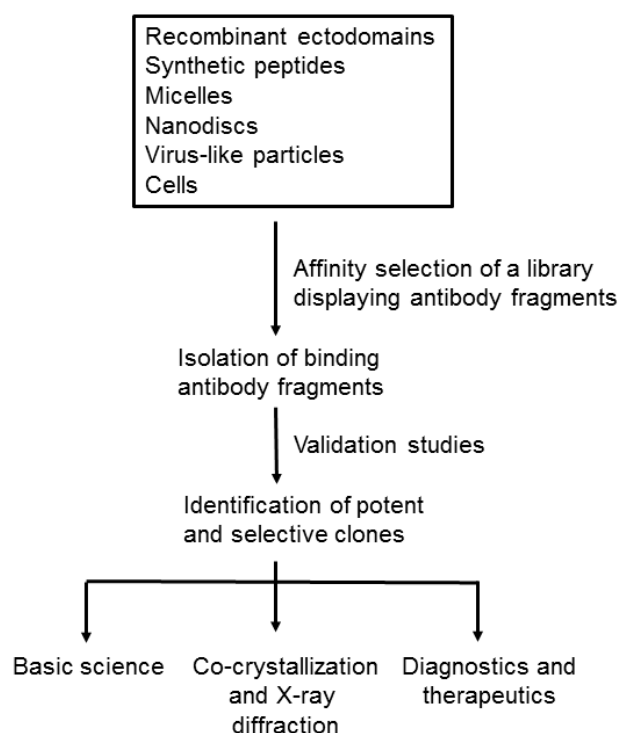 Recombinant ectodomains
Synthetic peptides
Micelles
Nanodiscs
Virus-like particles
Cells
Affinity selection of a library
displaying antibody fragments
Isolation of binding
antibody fragments
Validation studies
Identification of potent
and selective clones
Basic science
Co-crystallization
and X-ray
diffraction
Diagnostics and
therapeutics